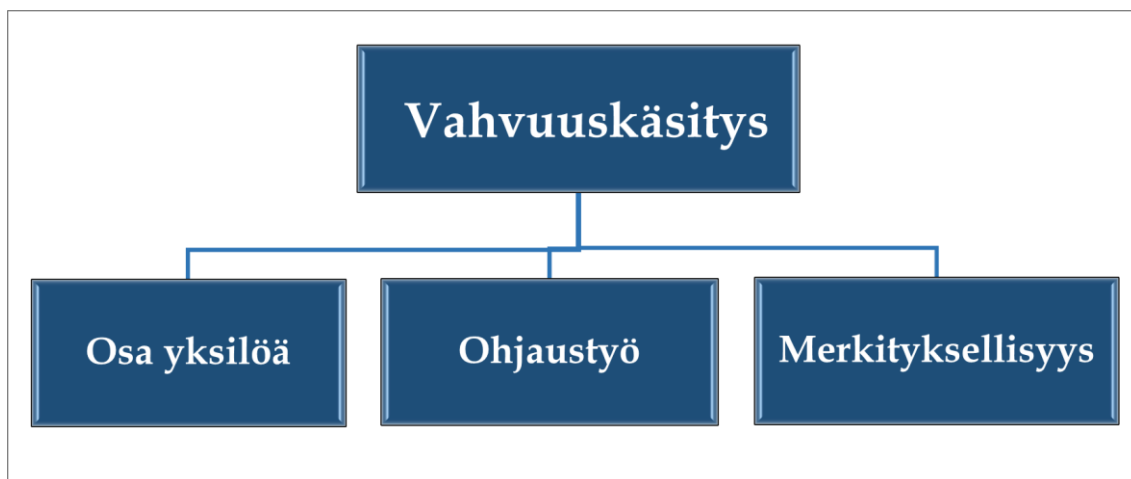 Vahvuuskäsitys
Osa yksilöä
Ohjaustyö
Merkityksellisyys